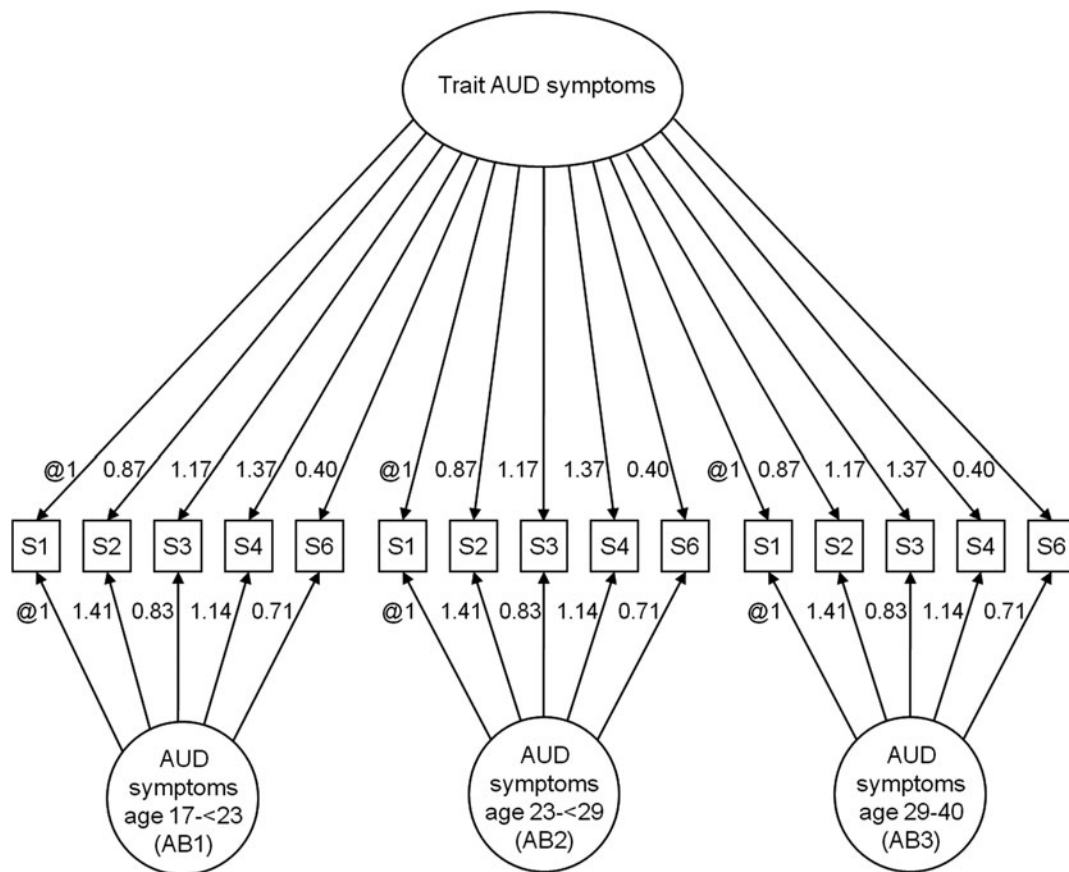 Trait AUD symptoms
@1 0.87 1.17 1.37 0.40 @1 0.87 1.17 1.37 0.40 @1 0.87 1.17 1.37 0.40
S1 S2 S3 S4 S6 S1 S2 S3 S4 S6 S1 S2 S3 S4 S6
@1 1.41 0.83 1.14 0.71 @1 1.41 0.83 1.14 0.71 @1 1.41 0.83 1.14 0.71
AUD
symptoms
age 17-<23
(AB1)
AUD
symptoms
age 23-<29
(AB2)
AUD
symptoms
age 29-40
(AB3)